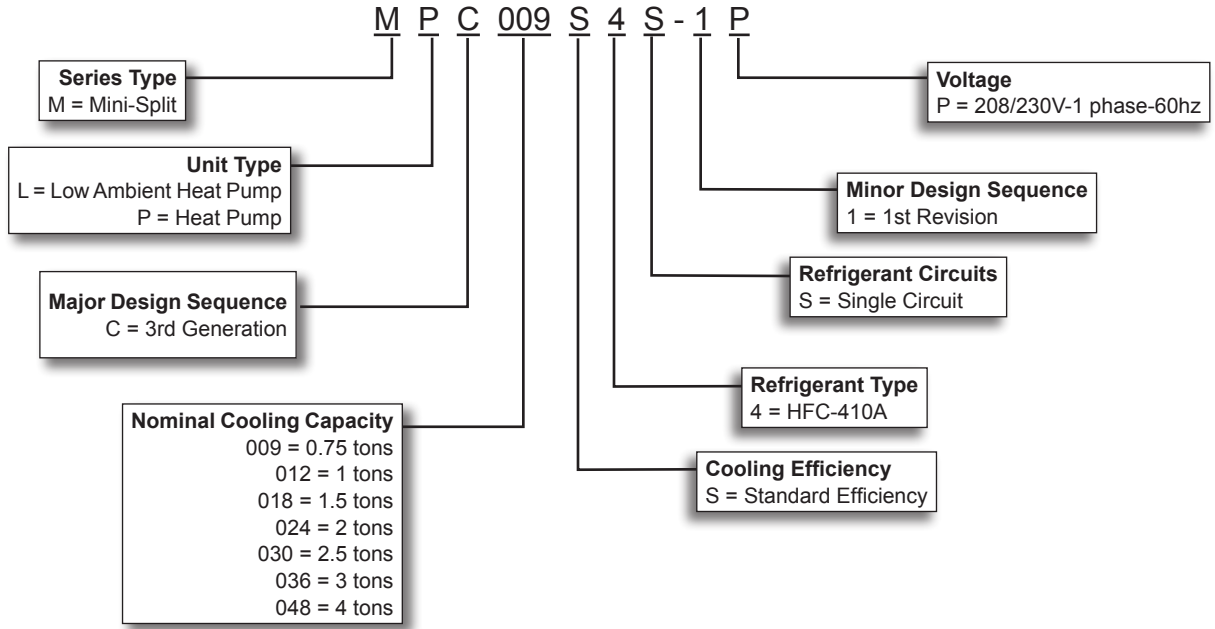 M P C 009 S 4 S - 1 P
Series Type
M = Mini-Split
Unit Type
L = Low Ambient Heat Pump
P = Heat Pump
Major Design Sequence
C = 3rd Generation
Nominal Cooling Capacity
009 = 0.75 tons
012 = 1 tons
018 = 1.5 tons
024 = 2 tons
030 = 2.5 tons
036 = 3 tons
048 = 4 tons
Voltage
P = 208/230V-1 phase-60hz
Minor Design Sequence
1 = 1st Revision
Refrigerant Circuits
S = Single Circuit
Refrigerant Type
4 = HFC-410A
Cooling Efficiency
S = Standard Efficiency